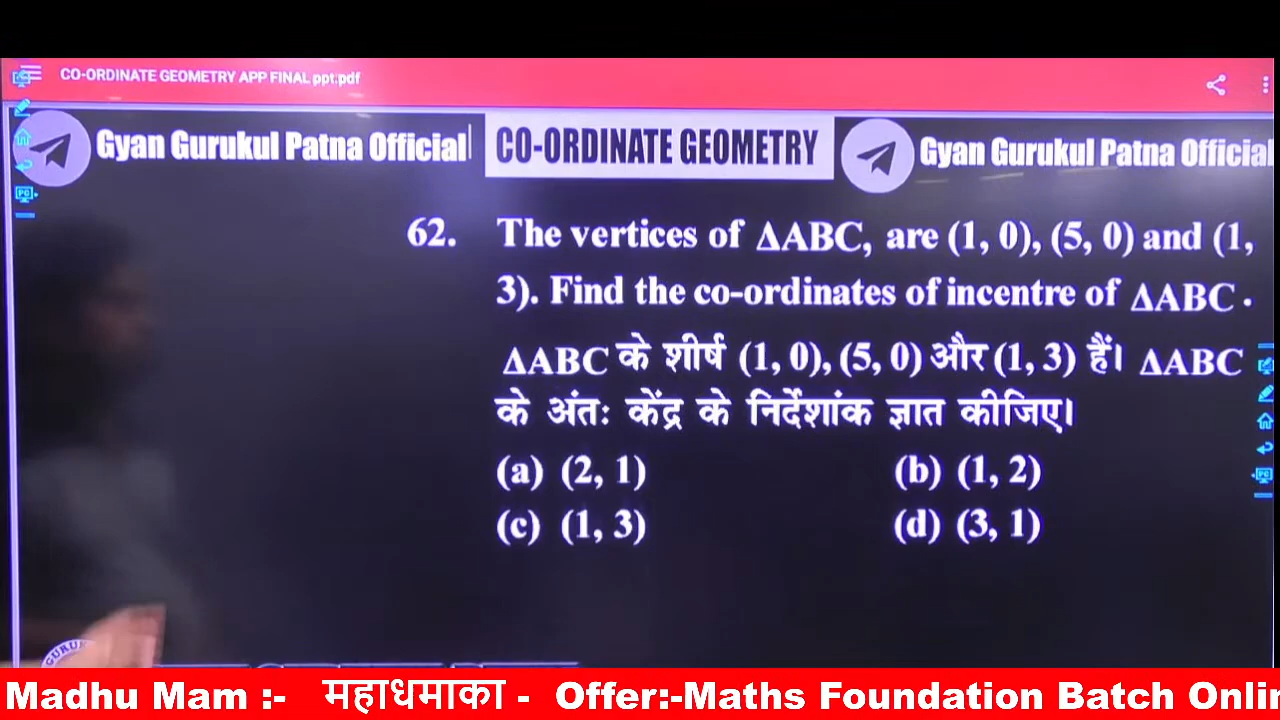 CO-ORDINATE GEOMETRY APP FINAL ppt.pdf
Gyan Gurukul Patna Official
CO-ORDINATE GEOMETRY
Gyan Gurukul Patna Official
62. The vertices of ΔABC, are (1, 0), (5, 0) and (1,
3). Find the co-ordinates of incentre of ΔABC.
ΔABC के शीर्ष (1, 0), (5, 0) और (1, 3) हैं। ΔABC
के अंतः केंद्र के निर्देशांक ज्ञात कीजिए।
(a) (2, 1) (b) (1, 2)
(c) (1, 3) (d) (3, 1)
Madhu Mam :- महाधमाका - Offer:-Maths Foundation Batch Onli